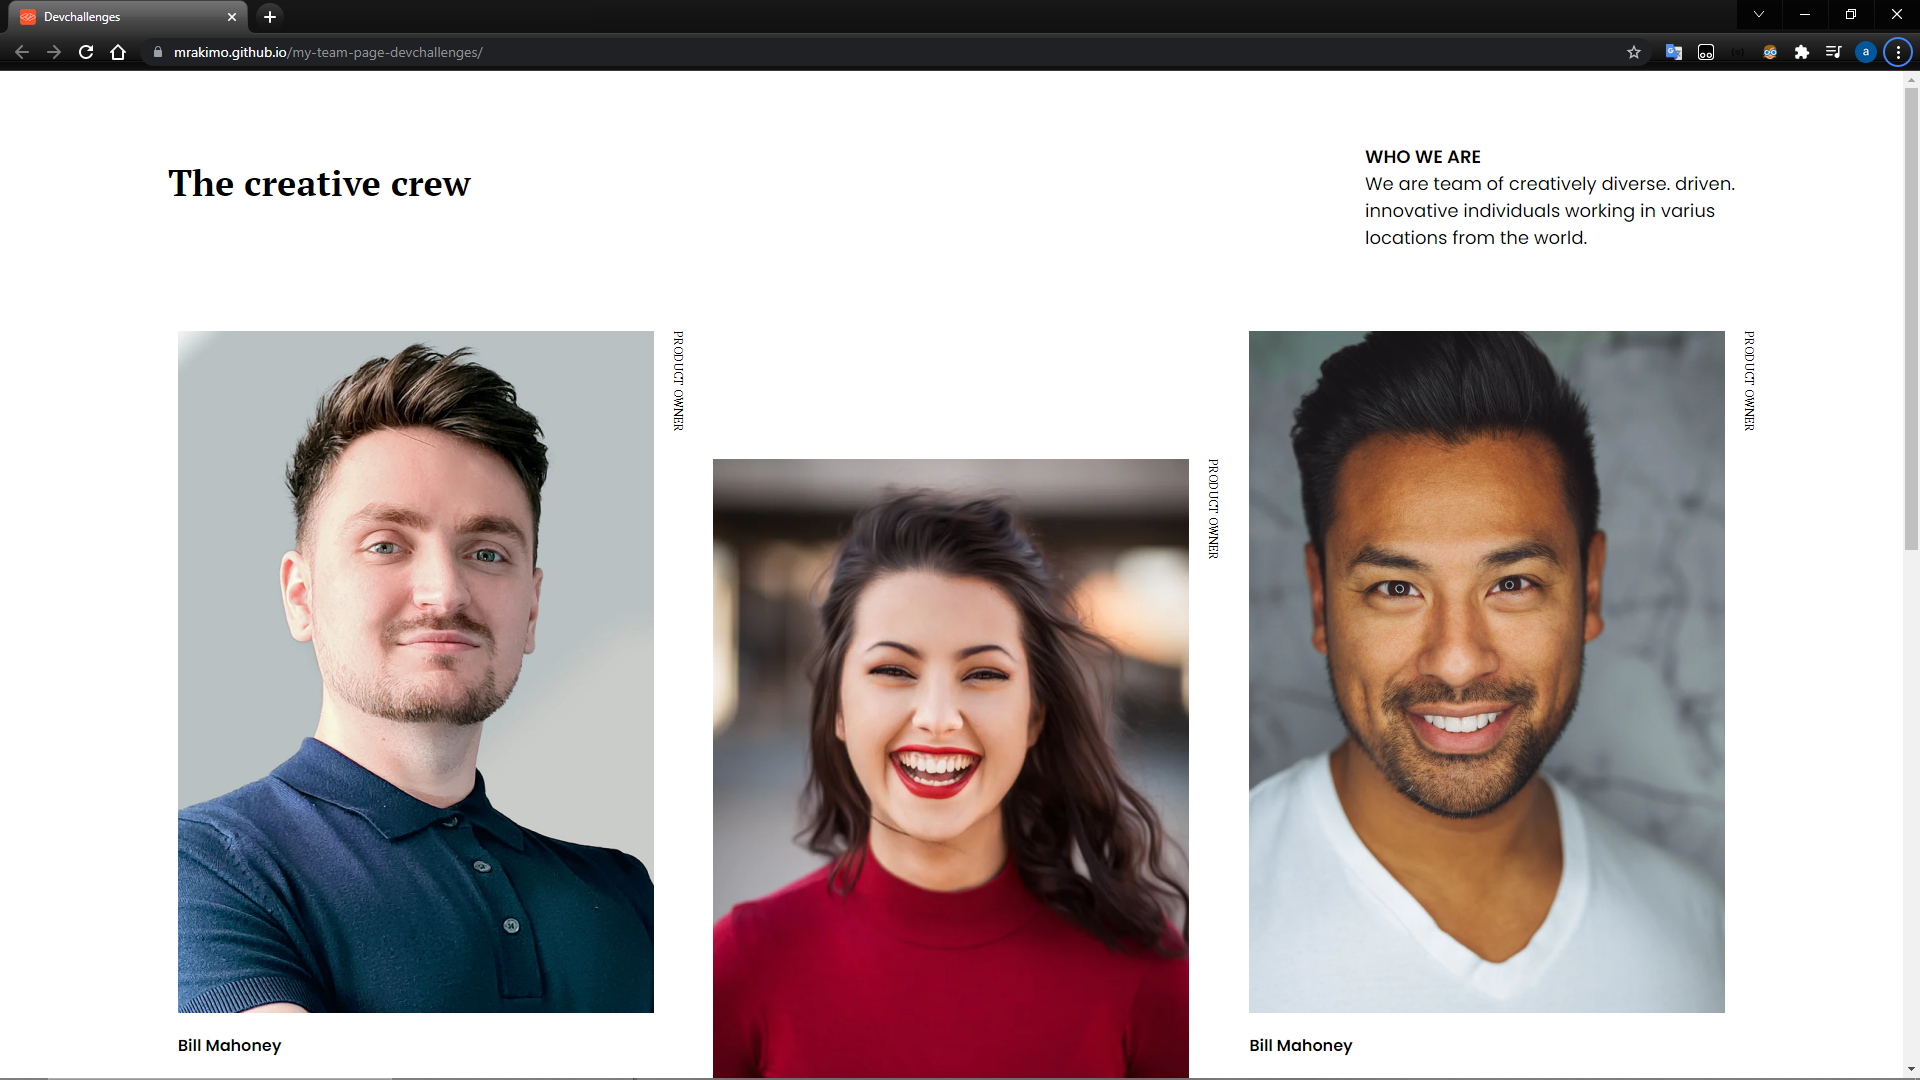 Devchallenges
mrakimo.github.io/my-team-page-devchallenges/
a
The creative crew
WHO WE ARE
We are team of creatively diverse. driven.
innovative individuals working in varius
locations from the world.
PRODUCT OWNER
PRODUCT OWNER
PRODUCT OWNER
Bill Mahoney
Bill Mahoney